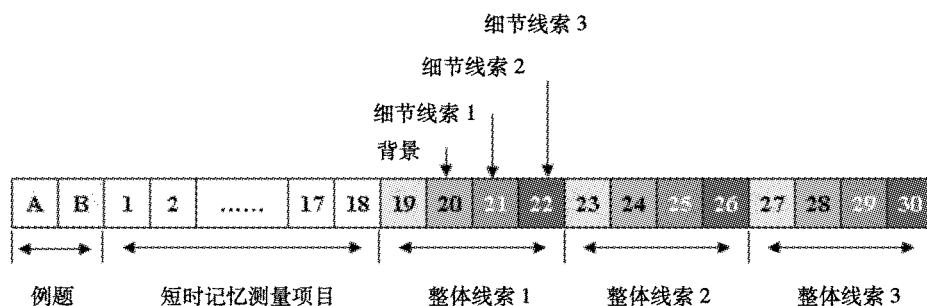 细节线索 3
细节线索 2
细节线索 1
背景
A B 1 2 …… 17 18 19 20 21 22 23 24 25 26 27 28 29 30
例题 短时记忆测量项目 整体线索 1 整体线索 2 整体线索 3